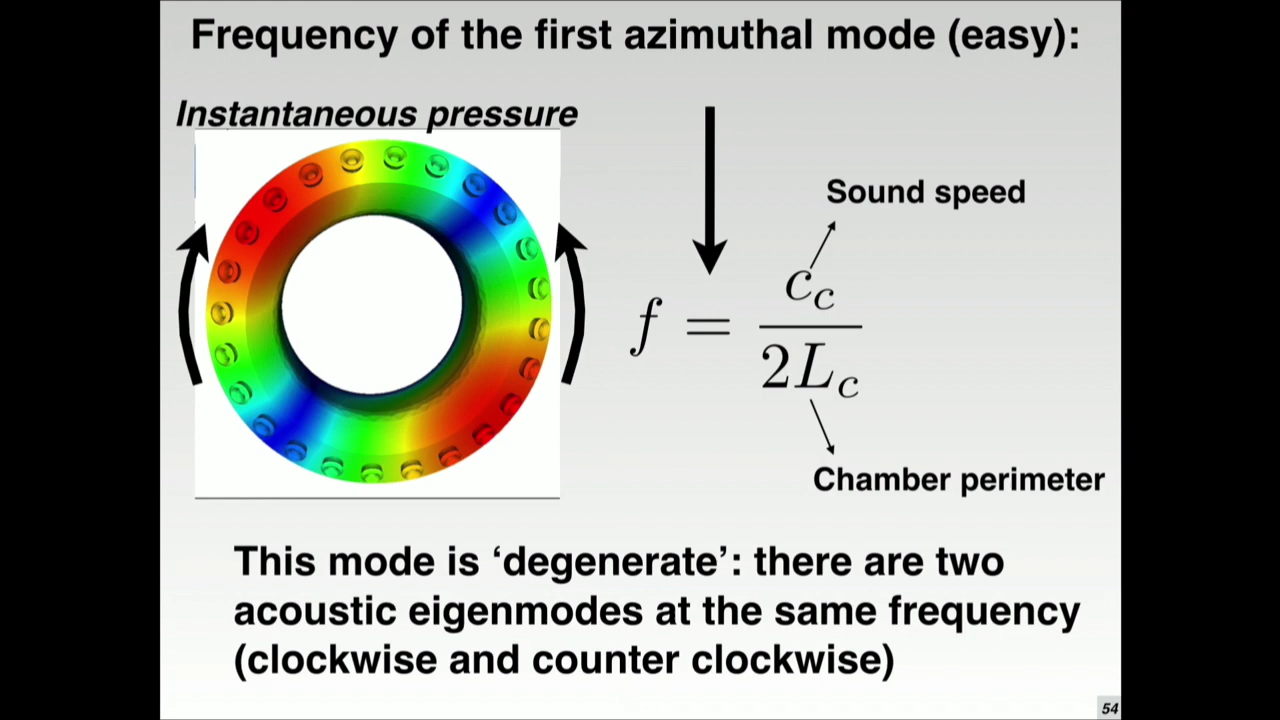 Frequency of the first azimuthal mode (easy):
Instantaneous pressure
Sound speed
f = c_c / 2L_c
Chamber perimeter
This mode is ‘degenerate’: there are two
acoustic eigenmodes at the same frequency
(clockwise and counter clockwise)
54